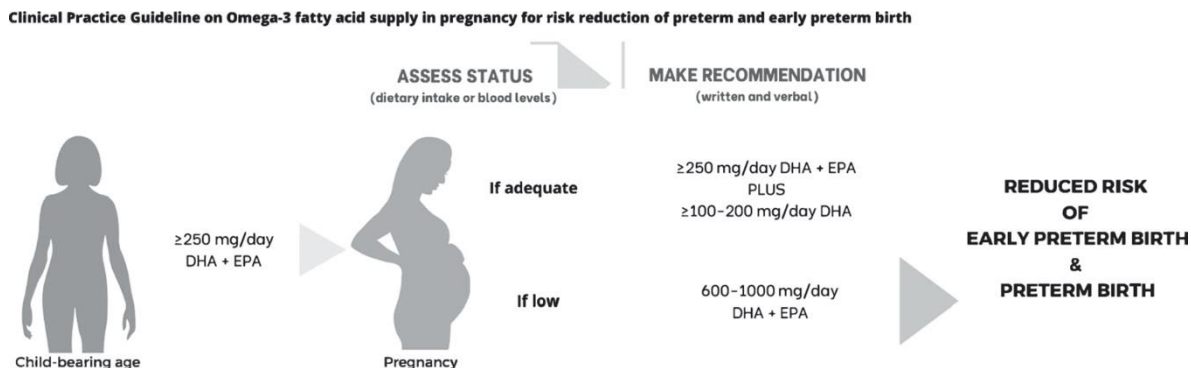 Clinical Practice Guideline on Omega-3 fatty acid supply in pregnancy for risk reduction of preterm and early preterm birth
ASSESS STATUS
(dietary intake or blood levels)
MAKE RECOMMENDATION
(written and verbal)
≥250 mg/day
DHA + EPA
If adequate
≥250 mg/day DHA + EPA
PLUS
≥100-200 mg/day DHA
If low
600-1000 mg/day
DHA + EPA
REDUCED RISK
OF
EARLY PRETERM BIRTH
&
PRETERM BIRTH
Child-bearing age
Pregnancy